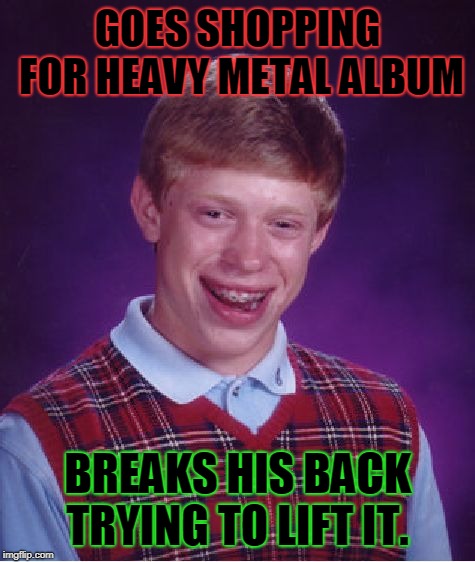 GOES SHOPPING
FOR HEAVY METAL ALBUM
BREAKS HIS BACK
TRYING TO LIFT IT.
imgflip.com